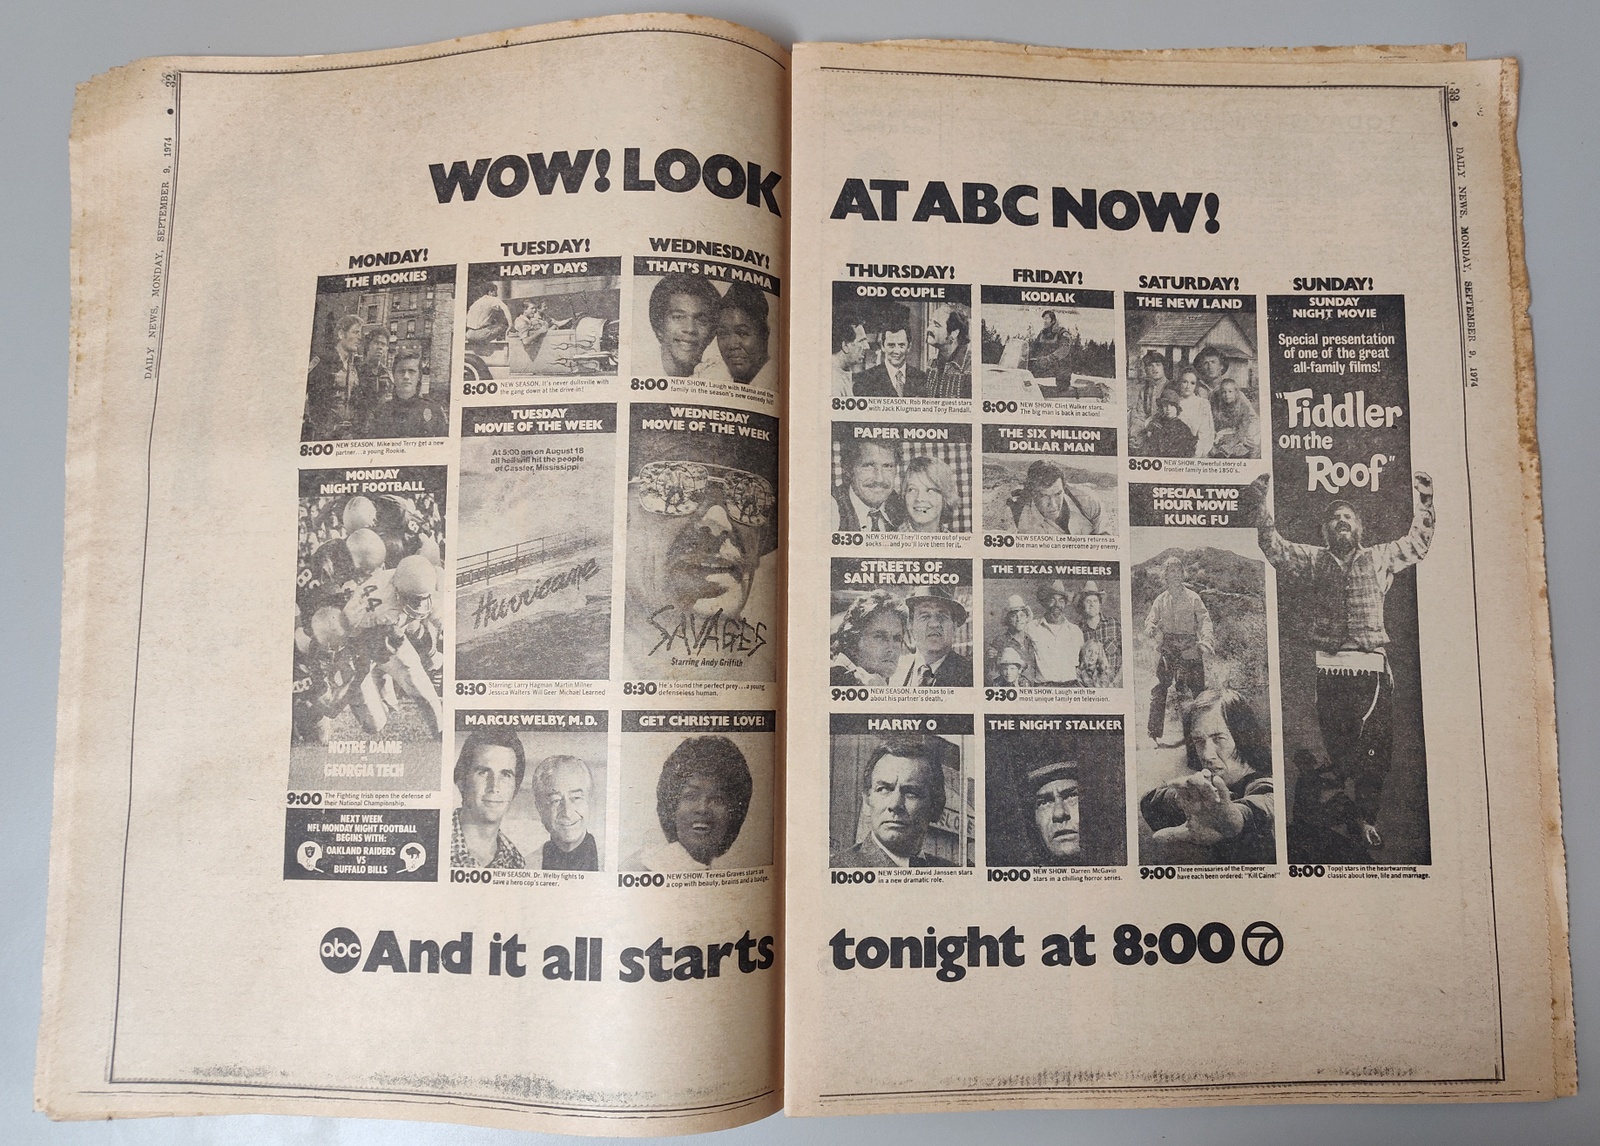 32
DAILY NEWS, MONDAY, SEPTEMBER 9, 1974
WOW! LOOK
MONDAY!
THE ROOKIES
8:00 NEW SEASON. Mike and Terry get a new
partner...a young Rookie.
MONDAY
NIGHT FOOTBALL
44
NOTRE DAME
vs
GEORGIA TECH
9:00 The Fighting Irish open the defense of
their National Championship.
NEXT WEEK
NFL MONDAY NIGHT FOOTBALL
BEGINS WITH:
OAKLAND RAIDERS
VS
BUFFALO BILLS
TUESDAY!
HAPPY DAYS
8:00 NEW SEASON. It's never dullsville with
the gang down at the drive-in!
TUESDAY
MOVIE OF THE WEEK
At 5:00 am on August 18
all hell will hit the people
of Cassler, Mississippi
Hurricane
8:30 Starring: Larry Hagman Martin Milner
Jessica Walters Will Geer Michael Learned
MARCUS WELBY, M.D.
10:00 NEW SEASON. Dr. Welby fights to
save a hero cop's career.
WEDNESDAY!
THAT'S MY MAMA
8:00 NEW SHOW. Laugh with Mama and the
family in the season's new comedy hit!
WEDNESDAY
MOVIE OF THE WEEK
SAVAGES
Starring Andy Griffith
8:30 He's found the perfect prey...a young
defenseless human.
GET CHRISTIE LOVE!
10:00 NEW SHOW. Teresa Graves stars as
a cop with beauty, brains and a badge.
abc And it all starts
33
DAILY NEWS, MONDAY, SEPTEMBER 9, 1974
AT ABC NOW!
THURSDAY!
ODD COUPLE
8:00 NEW SEASON. Rob Reiner guest stars
with Jack Klugman and Tony Randall.
PAPER MOON
8:30 NEW SHOW. They'll con you out of your
socks...and you'll love them for it.
STREETS OF
SAN FRANCISCO
9:00 NEW SEASON. A cop has to lie
about his partner's death.
HARRY O
10:00 NEW SHOW. David Janssen stars
in a new dramatic role.
FRIDAY!
KODIAK
8:00 NEW SHOW. Clint Walker stars.
The big man is back in action!
THE SIX MILLION
DOLLAR MAN
8:30 NEW SEASON. Lee Majors returns as
the man who can overcome any enemy.
THE TEXAS WHEELERS
9:30 NEW SHOW. Laugh with the
most unique family on television.
THE NIGHT STALKER
10:00 NEW SHOW. Darren McGavin
stars in a chilling horror series.
SATURDAY!
THE NEW LAND
8:00 NEW SHOW. Powerful story of a
frontier family in the 1850's.
SPECIAL TWO
HOUR MOVIE
KUNG FU
9:00 Three emissaries of the Emperor
have each been ordered: "Kill Caine!"
SUNDAY!
SUNDAY
NIGHT MOVIE
Special presentation
of one of the great
all-family films!
"Fiddler
on the
Roof"
8:00 Topol stars in the heartwarming
classic about love, life and marriage.
tonight at 8:00 7